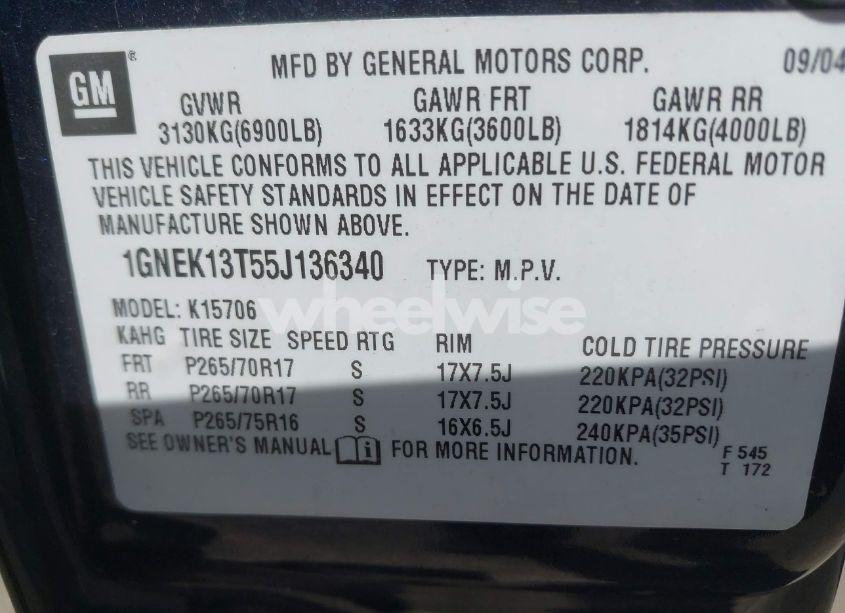 GM ®
MFD BY GENERAL MOTORS CORP. 09/04
GVWR GAWR FRT GAWR RR
3130KG(6900LB) 1633KG(3600LB) 1814KG(4000LB)
THIS VEHICLE CONFORMS TO ALL APPLICABLE U.S. FEDERAL MOTOR
VEHICLE SAFETY STANDARDS IN EFFECT ON THE DATE OF
MANUFACTURE SHOWN ABOVE.
1GNEK13T55J136340 TYPE: M.P.V.
MODEL: K15706
wheelwise
KAHG TIRE SIZE SPEED RTG RIM COLD TIRE PRESSURE
FRT P265/70R17 S 17X7.5J 220KPA(32PSI)
RR P265/70R17 S 17X7.5J 220KPA(32PSI)
SPA P265/75R16 S 16X6.5J 240KPA(35PSI)
SEE OWNER'S MANUAL i FOR MORE INFORMATION.
F 545
T 172